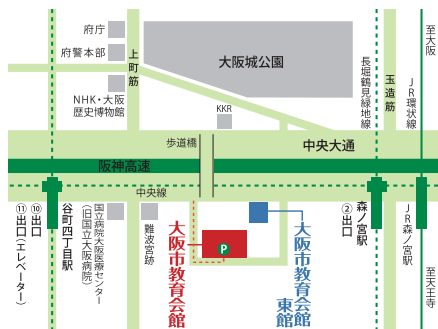 府庁
府警本部
NHK・大阪
歴史博物館
上町筋
大阪城公園
KKR
歩道橋
長堀鶴見緑地線
玉造筋
JR環状線
至大阪
中央大通
阪神高速
中央線
⑪出口(エレベーター)
⑩出口
谷町四丁目駅
国立病院大阪医療センター
(旧国立大阪病院)
難波宮跡
大阪市教育会館
P
大阪市教育会館
東館
②出口
森ノ宮駅
JR森ノ宮駅
至天王寺